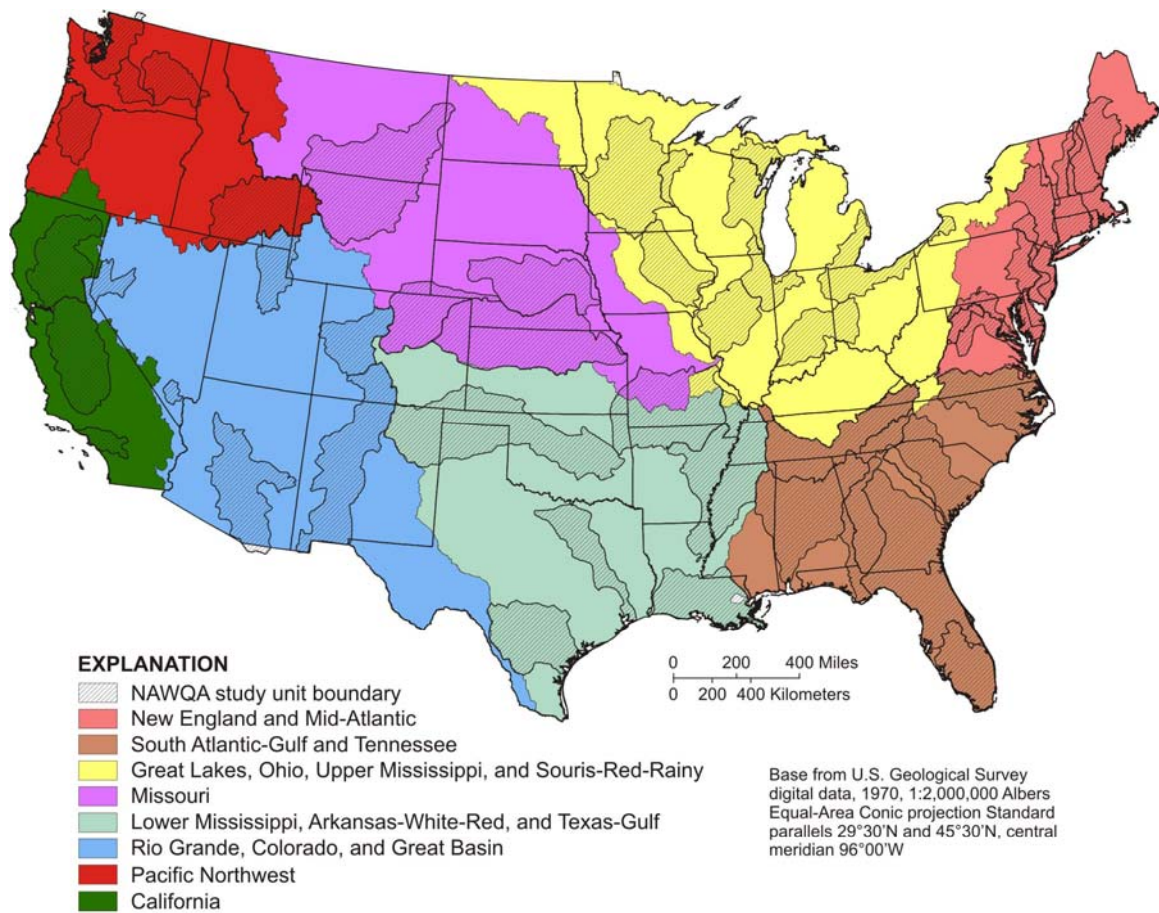 EXPLANATION
NAWQA study unit boundary
New England and Mid-Atlantic
South Atlantic-Gulf and Tennessee
Great Lakes, Ohio, Upper Mississippi, and Souris-Red-Rainy
Missouri
Lower Mississippi, Arkansas-White-Red, and Texas-Gulf
Rio Grande, Colorado, and Great Basin
Pacific Northwest
California
0 200 400 Miles
0 200 400 Kilometers
Base from U.S. Geological Survey
digital data, 1970, 1:2,000,000 Albers
Equal-Area Conic projection Standard
parallels 29°30'N and 45°30'N, central
meridian 96°00'W